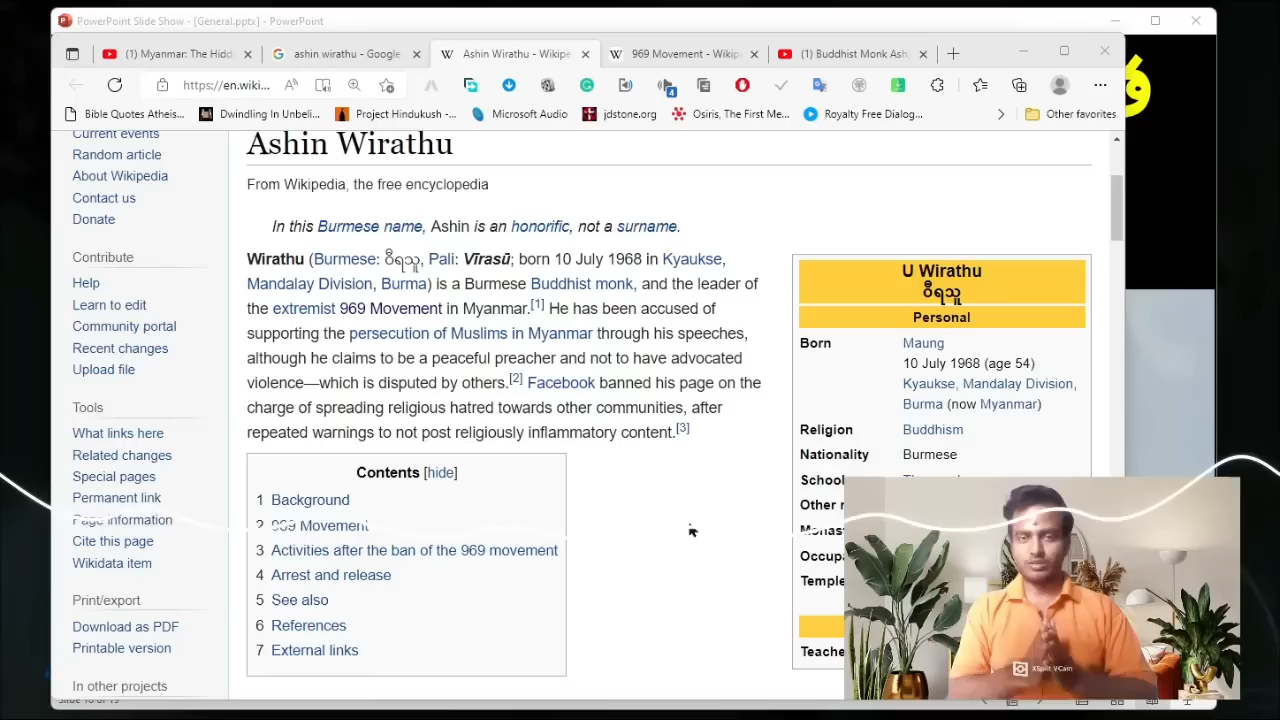 PowerPoint Slide Show - [General.pptx] - PowerPoint
(1) Myanmar: The Hidd
ashin wirathu - Google
Ashin Wirathu - Wikipe
969 Movement - Wikip
(1) Buddhist Monk Ash
https://en.wiki...
Bible Quotes Atheis...
Dwindling In Unbeli...
Project Hindukush -...
Microsoft Audio
jdstone.org
Osiris, The First Me...
Royalty Free Dialog...
Other favorites
Current events
Random article
About Wikipedia
Contact us
Donate
Contribute
Help
Learn to edit
Community portal
Recent changes
Upload file
Tools
What links here
Related changes
Special pages
Permanent link
Page information
Cite this page
Wikidata item
Print/export
Download as PDF
Printable version
In other projects
Ashin Wirathu
From Wikipedia, the free encyclopedia
In this Burmese name, Ashin is an honorific, not a surname.
Wirathu (Burmese: ဝီရသူ, Pali: Vīrasū; born 10 July 1968 in Kyaukse,
Mandalay Division, Burma) is a Burmese Buddhist monk, and the leader of
the extremist 969 Movement in Myanmar.[1] He has been accused of
supporting the persecution of Muslims in Myanmar through his speeches,
although he claims to be a peaceful preacher and not to have advocated
violence—which is disputed by others.[2] Facebook banned his page on the
charge of spreading religious hatred towards other communities, after
repeated warnings to not post religiously inflammatory content.[3]
Contents [hide]
1 Background
2 969 Movement
3 Activities after the ban of the 969 movement
4 Arrest and release
5 See also
6 References
7 External links
U Wirathu
ဝီရသူ
Personal
Born Maung
10 July 1968 (age 54)
Kyaukse, Mandalay Division,
Burma (now Myanmar)
Religion Buddhism
Nationality Burmese
School
Other
Monas
Occupa
Temple
Teache
XSplit VCam